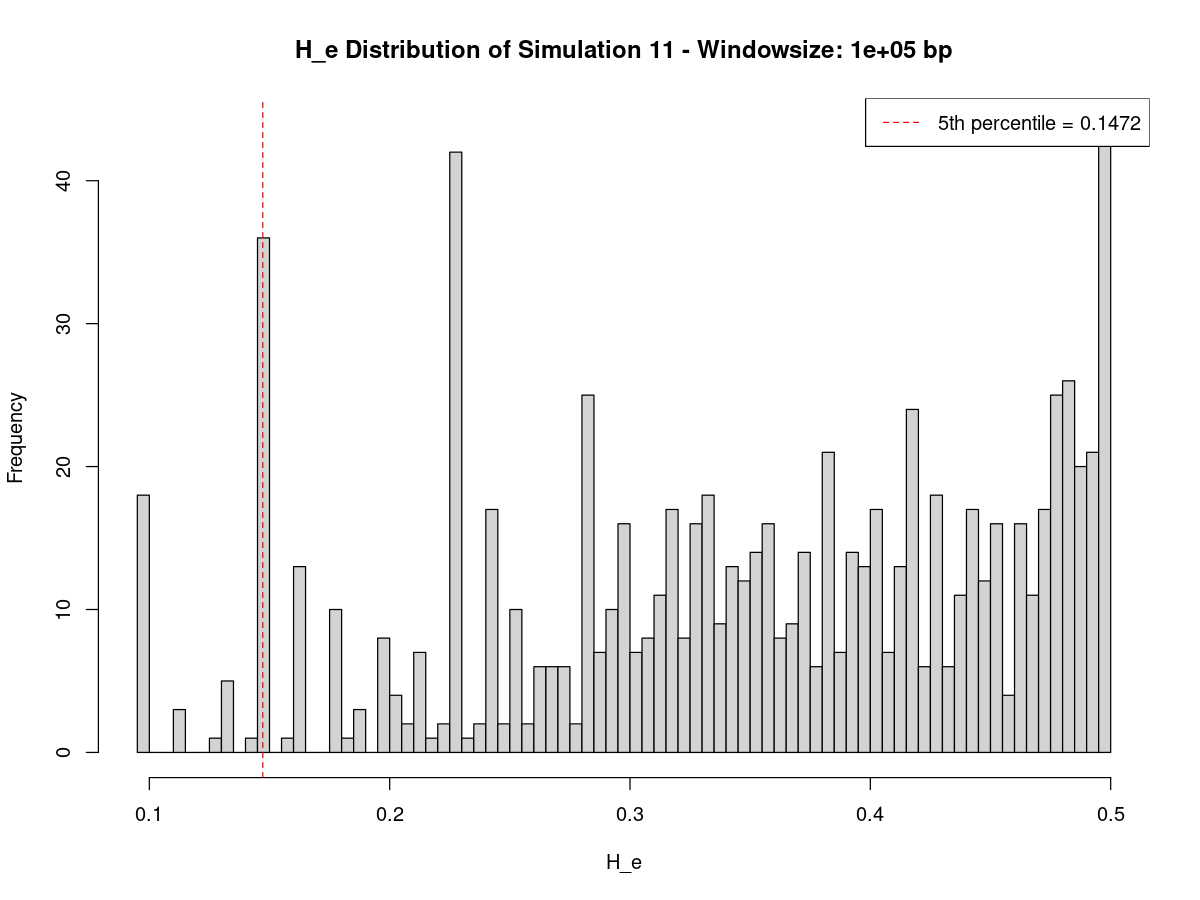 H_e Distribution of Simulation 11 - Windowsize: 1e+05 bp
5th percentile = 0.1472
Frequency
40
30
20
10
0
0.1 0.2 0.3 0.4 0.5
H_e